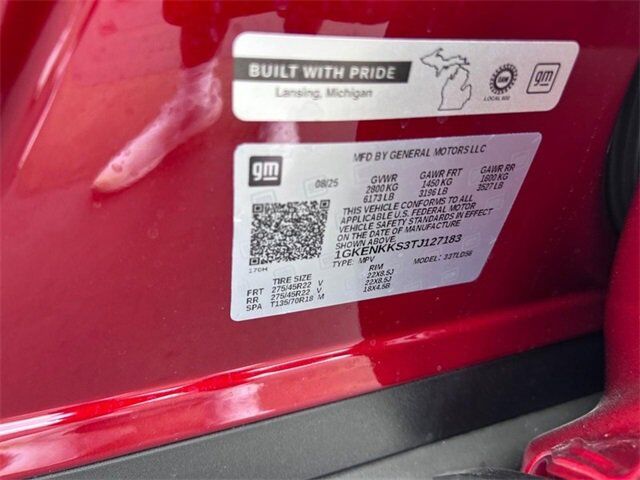 BUILT WITH PRIDE
Lansing, Michigan
UAW
LOCAL 602
gm
gm
MFD BY GENERAL MOTORS LLC
08/25 GVWR GAWR FRT GAWR RR
2800 KG 1450 KG 1600 KG
6173 LB 3196 LB 3527 LB
THIS VEHICLE CONFORMS TO ALL
APPLICABLE U.S. FEDERAL MOTOR
VEHICLE SAFETY STANDARDS IN EFFECT
ON THE DATE OF MANUFACTURE
SHOWN ABOVE.
1GKENKKS3TJ127183
TYPE: MPV MODEL: 33TLD56
TIRE SIZE RIM
FRT 275/45R22 V 22X8.5J
RR 275/45R22 V 22X8.5J
SPA T135/70R18 M 18X4.5B